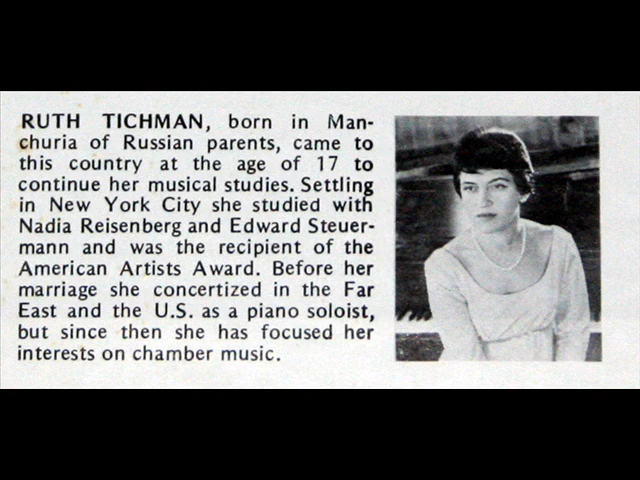 RUTH TICHMAN, born in Man-
churia of Russian parents, came to
this country at the age of 17 to
continue her musical studies. Settling
in New York City she studied with
Nadia Reisenberg and Edward Steuer-
mann and was the recipient of the
American Artists Award. Before her
marriage she concertized in the Far
East and the U.S. as a piano soloist,
but since then she has focused her
interests on chamber music.